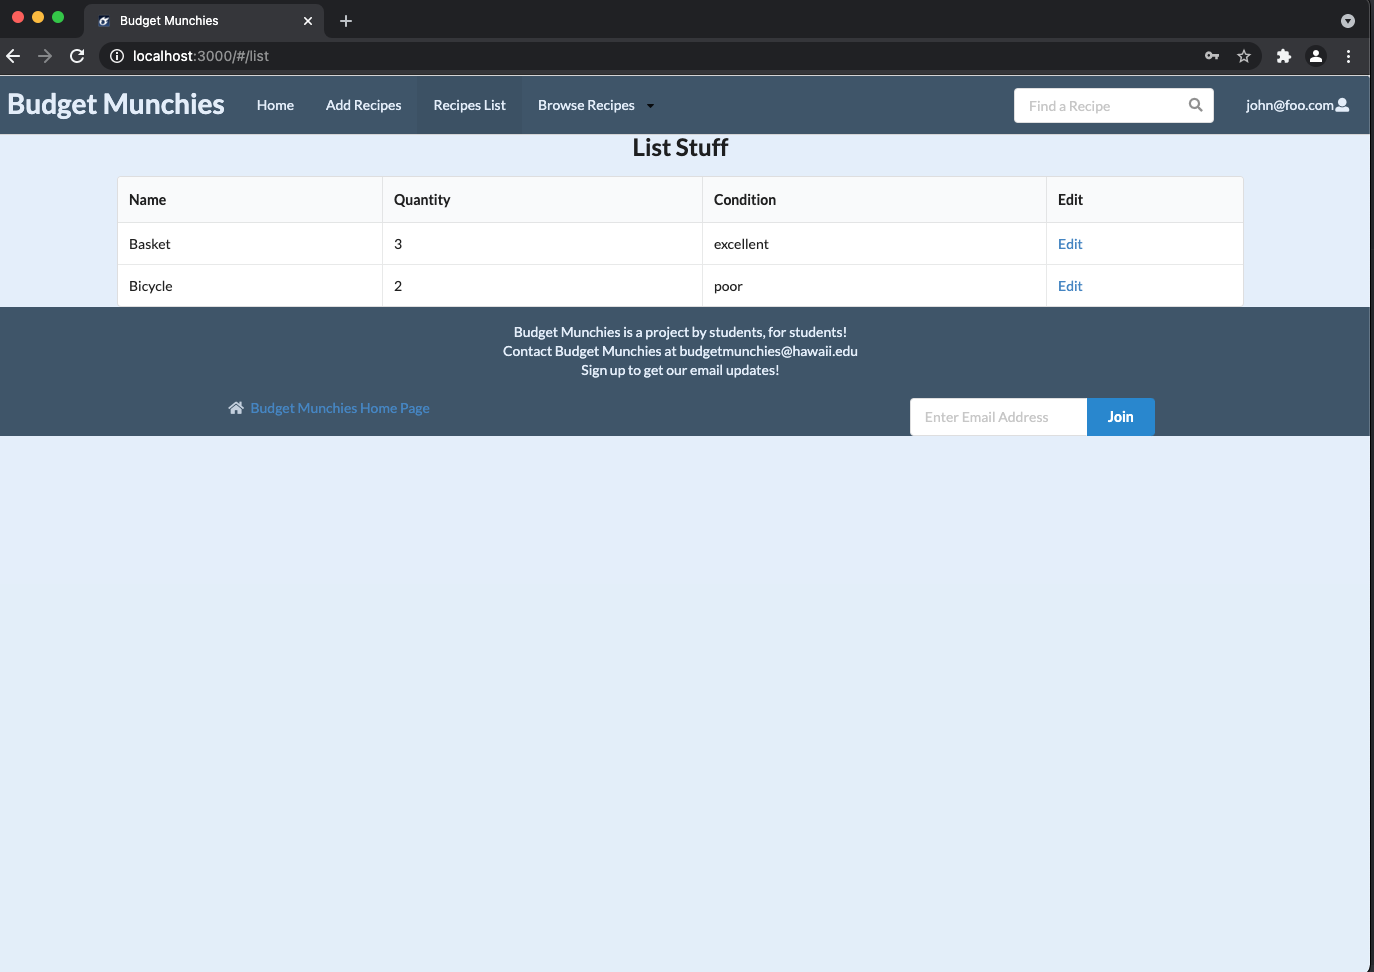 Budget Munchies
localhost:3000/#/list
Budget Munchies Home Add Recipes Recipes List Browse Recipes Find a Recipe john@foo.com
List Stuff
Name Quantity Condition Edit
Basket 3 excellent Edit
Bicycle 2 poor Edit
Budget Munchies is a project by students, for students!
Contact Budget Munchies at budgetmunchies@hawaii.edu
Sign up to get our email updates!
Budget Munchies Home Page
Enter Email Address Join